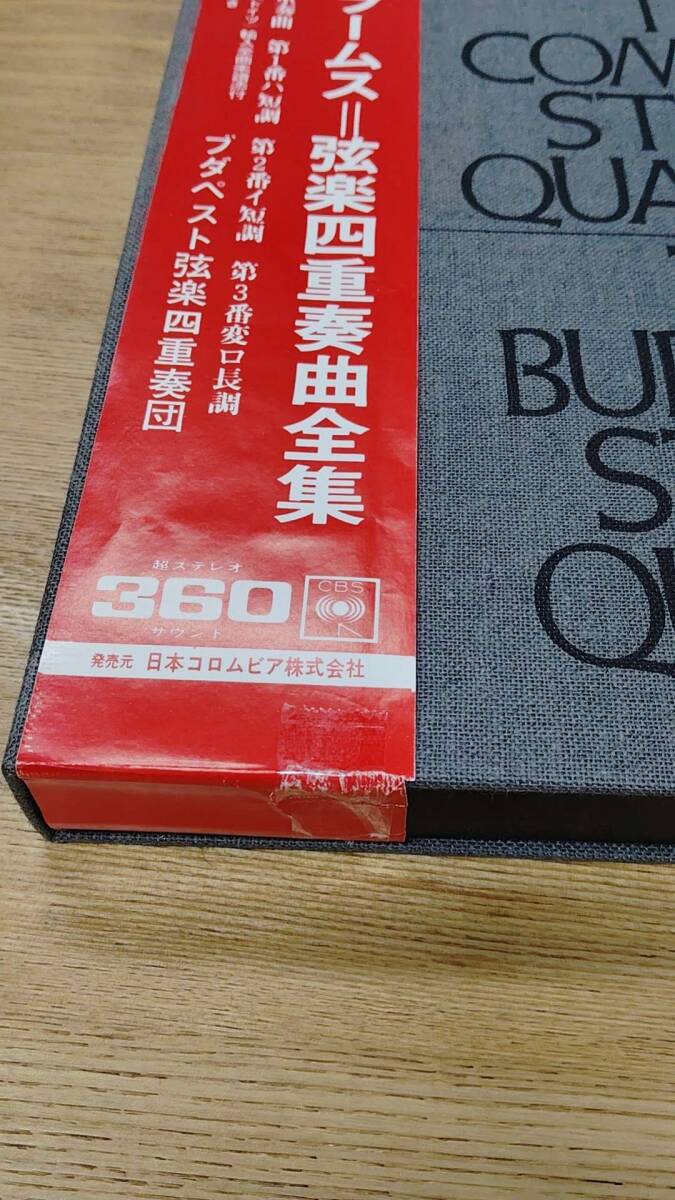 ームス＝弦楽四重奏曲全集
曲 第1番ハ短調 第2番イ短調 第3番変ロ長調
ブダペスト弦楽四重奏団
超ステレオ
360
サウンド
CBS
発売元 日本コロムビア株式会社
CON
ST
QUA
BU
ST
QU